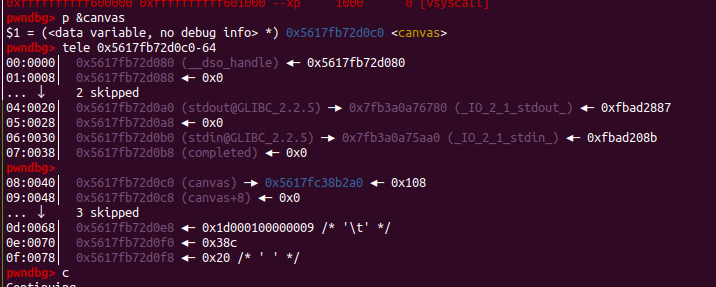 0xffffffffff600000 0xffffffffff601000 --xp     1000      0 [vsyscall]
pwndbg> p &canvas
$1 = (<data variable, no debug info> *) 0x5617fb72d0c0 <canvas>
pwndbg> tele 0x5617fb72d0c0-64
00:0000│  0x5617fb72d080 (__dso_handle) ◂— 0x5617fb72d080
01:0008│  0x5617fb72d088 ◂— 0x0
... ↓     2 skipped
04:0020│  0x5617fb72d0a0 (stdout@GLIBC_2.2.5) —▸ 0x7fb3a0a76780 (_IO_2_1_stdout_) ◂— 0xfbad2887
05:0028│  0x5617fb72d0a8 ◂— 0x0
06:0030│  0x5617fb72d0b0 (stdin@GLIBC_2.2.5) —▸ 0x7fb3a0a75aa0 (_IO_2_1_stdin_) ◂— 0xfbad208b
07:0038│  0x5617fb72d0b8 (completed) ◂— 0x0
pwndbg>
08:0040│  0x5617fb72d0c0 (canvas) —▸ 0x5617fc38b2a0 ◂— 0x108
09:0048│  0x5617fb72d0c8 (canvas+8) ◂— 0x0
... ↓     3 skipped
0d:0068│  0x5617fb72d0e8 ◂— 0x1d000100000009 /* '\t' */
0e:0070│  0x5617fb72d0f0 ◂— 0x38c
0f:0078│  0x5617fb72d0f8 ◂— 0x20 /* ' ' */
pwndbg> c
Continuing.